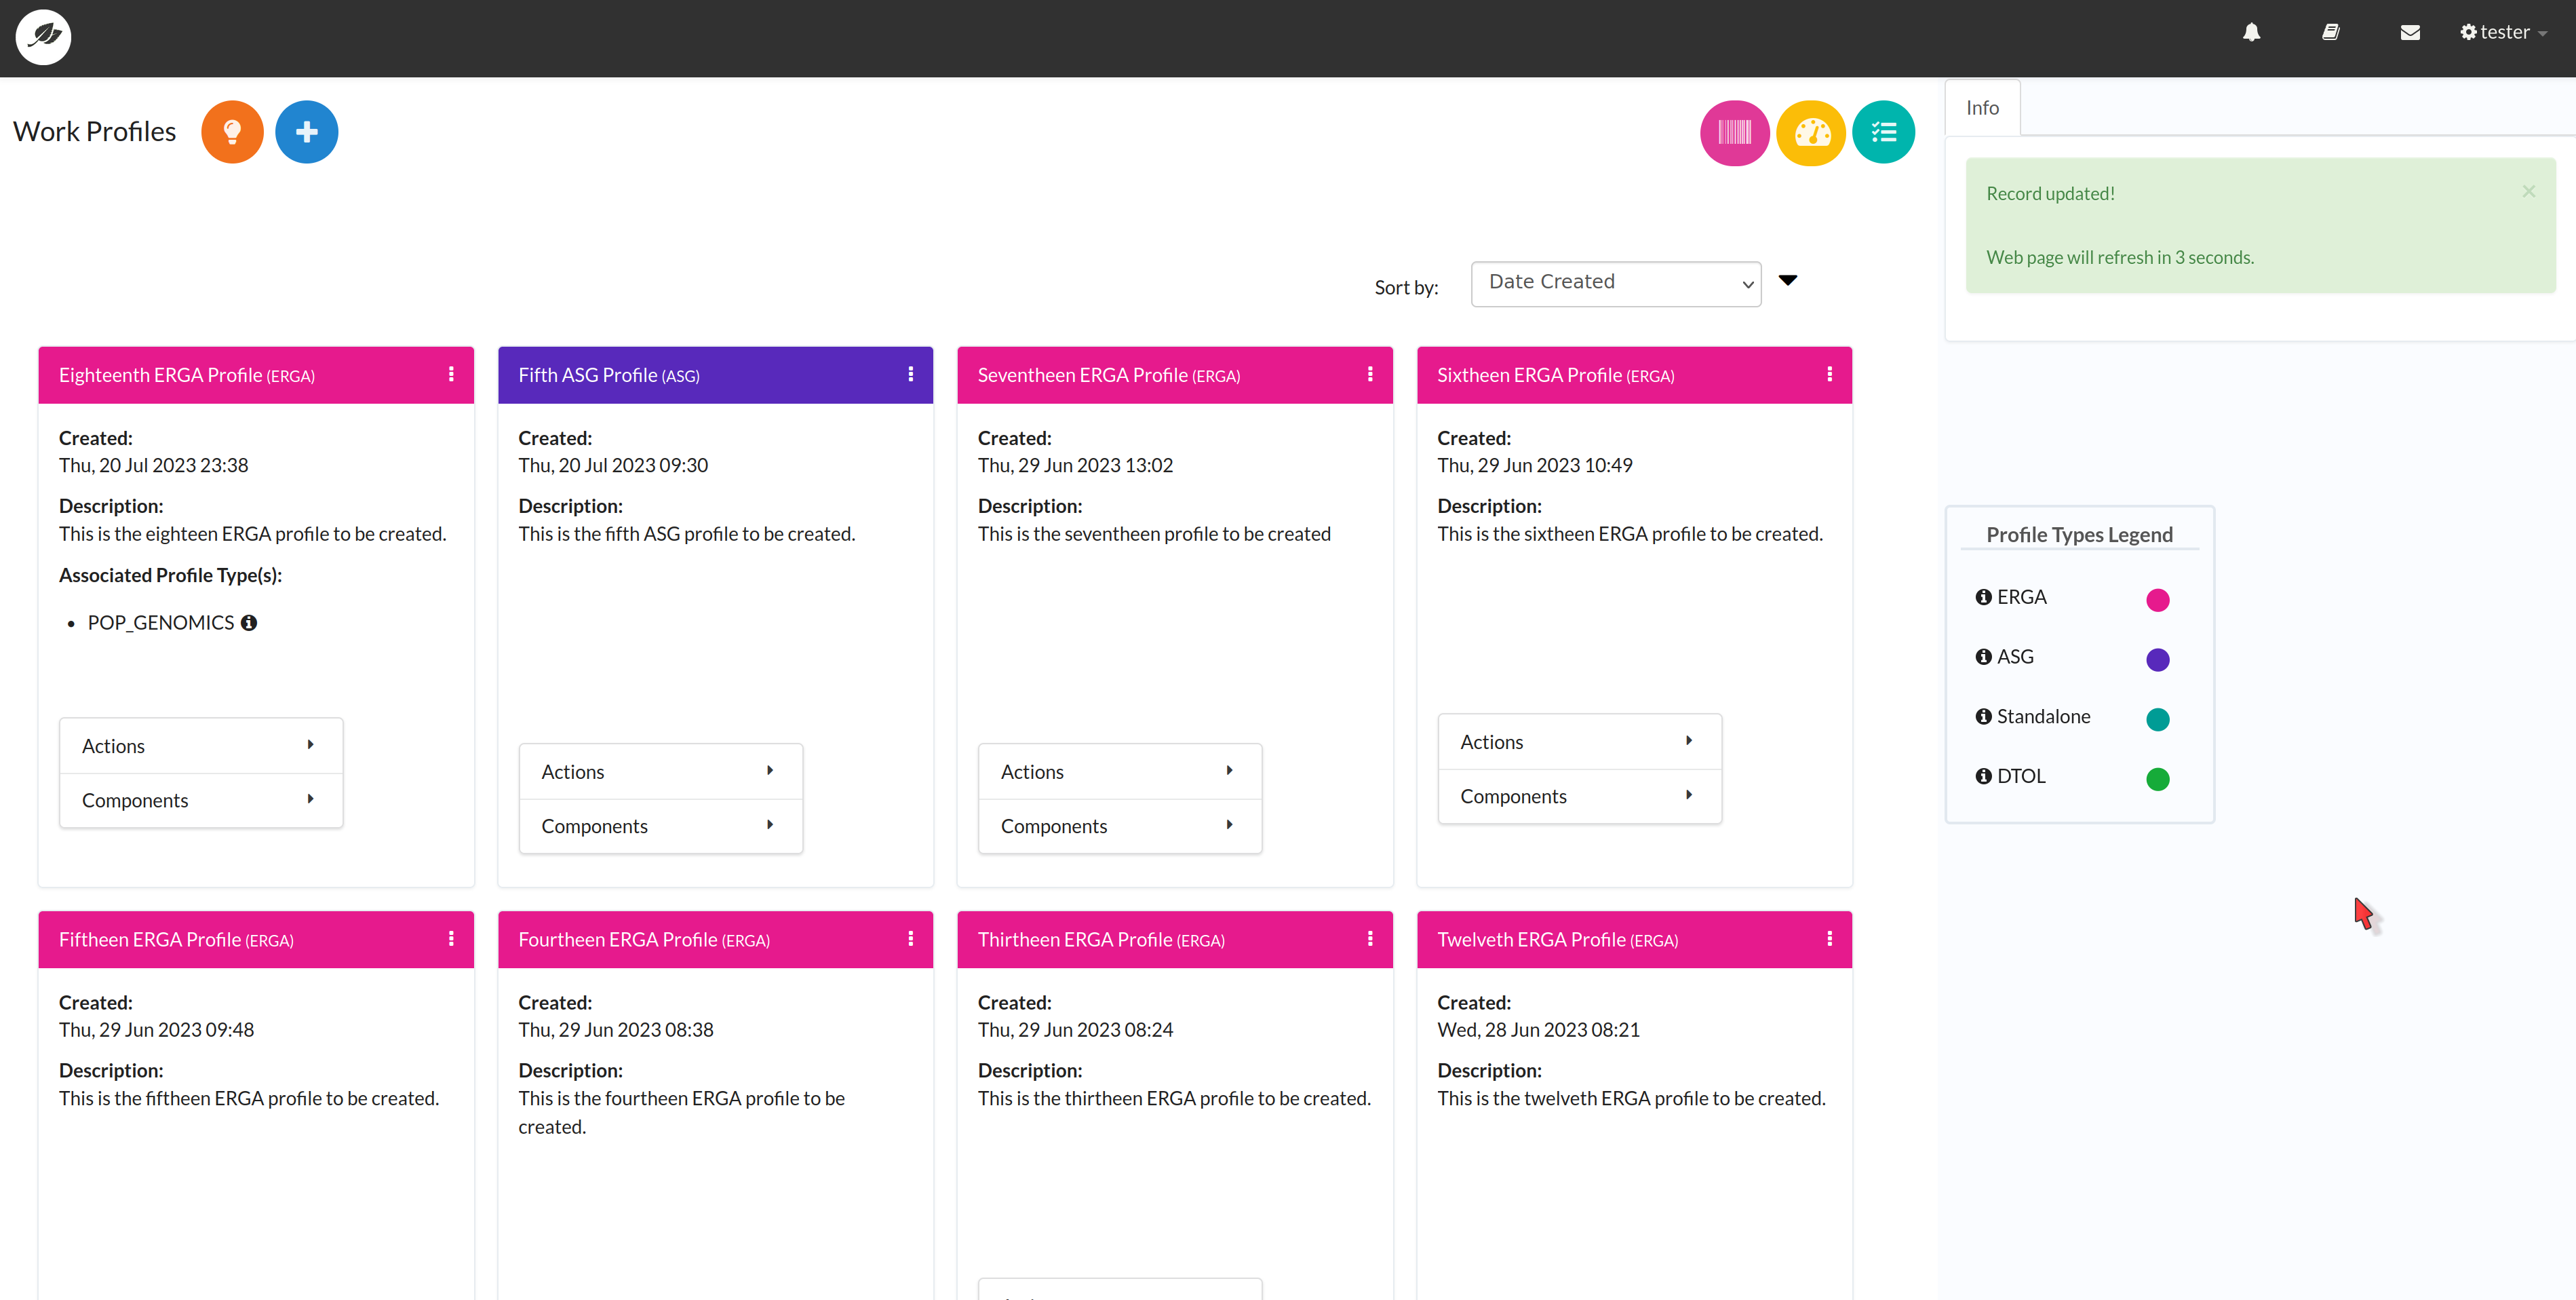 tester
Work Profiles
Info
Record updated!
Web page will refresh in 3 seconds.
Sort by:
Date Created
Eighteenth ERGA Profile (ERGA)
Created:
Thu, 20 Jul 2023 23:38
Description:
This is the eighteen ERGA profile to be created.
Associated Profile Type(s):
• POP_GENOMICS
Actions
Components
Fifth ASG Profile (ASG)
Created:
Thu, 20 Jul 2023 09:30
Description:
This is the fifth ASG profile to be created.
Actions
Components
Seventheen ERGA Profile (ERGA)
Created:
Thu, 29 Jun 2023 13:02
Description:
This is the seventheen profile to be created
Actions
Components
Sixtheen ERGA Profile (ERGA)
Created:
Thu, 29 Jun 2023 10:49
Description:
This is the sixtheen ERGA profile to be created.
Actions
Components
Profile Types Legend
ERGA
ASG
Standalone
DTOL
Fiftheen ERGA Profile (ERGA)
Created:
Thu, 29 Jun 2023 09:48
Description:
This is the fiftheen ERGA profile to be created.
Fourtheen ERGA Profile (ERGA)
Created:
Thu, 29 Jun 2023 08:38
Description:
This is the fourtheen ERGA profile to be
created.
Thirtheen ERGA Profile (ERGA)
Created:
Thu, 29 Jun 2023 08:24
Description:
This is the thirtheen ERGA profile to be created.
Twelveth ERGA Profile (ERGA)
Created:
Wed, 28 Jun 2023 08:21
Description:
This is the twelveth ERGA profile to be created.